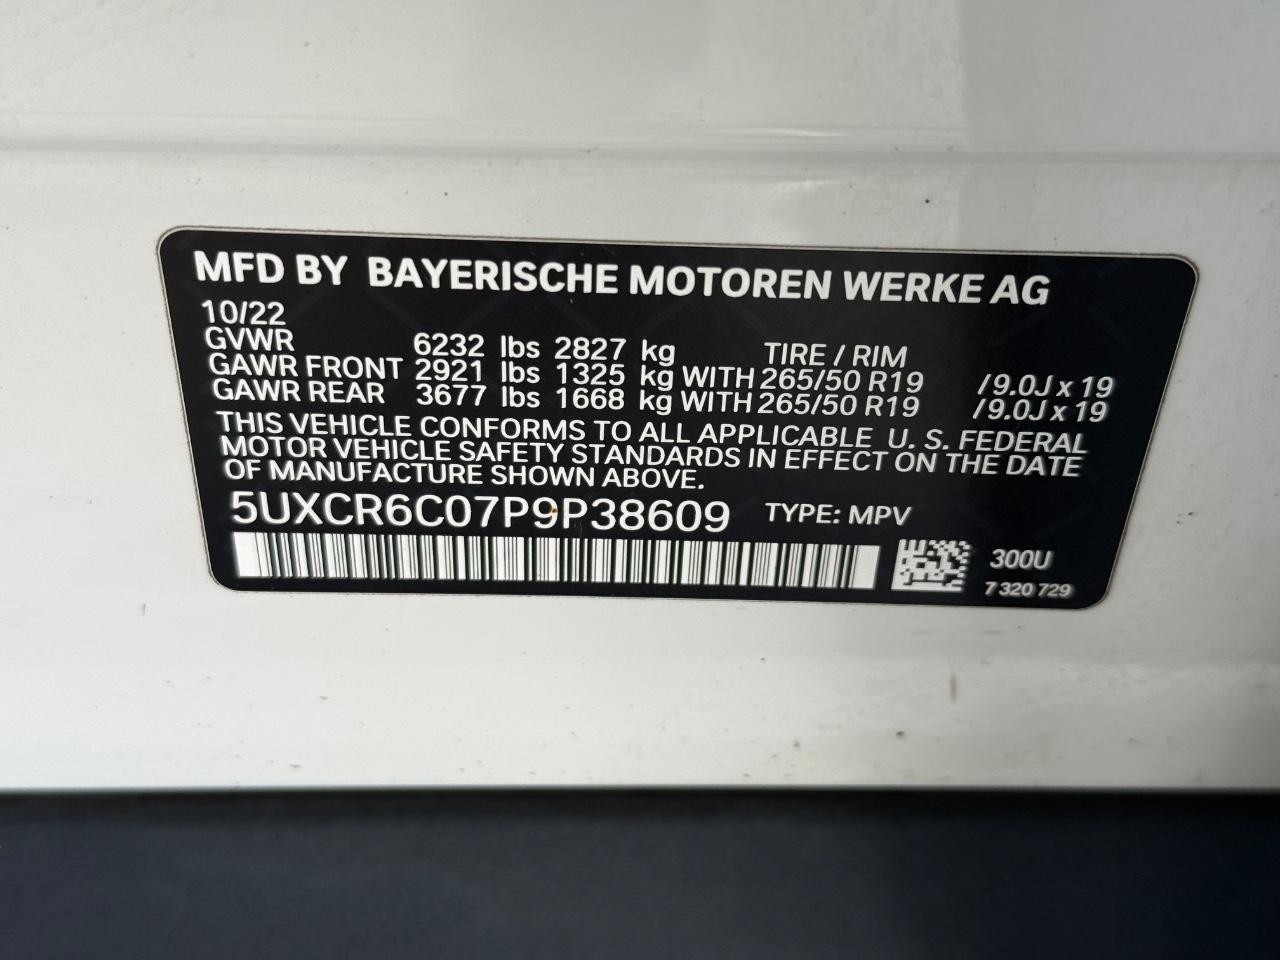 MFD BY BAYERISCHE MOTOREN WERKE AG
10/22
GVWR 6232 lbs 2827 kg TIRE / RIM
GAWR FRONT 2921 lbs 1325 kg WITH 265/50 R19 /9.0J x 19
GAWR REAR 3677 lbs 1668 kg WITH 265/50 R19 /9.0J x 19
THIS VEHICLE CONFORMS TO ALL APPLICABLE U. S. FEDERAL
MOTOR VEHICLE SAFETY STANDARDS IN EFFECT ON THE DATE
OF MANUFACTURE SHOWN ABOVE.
5UXCR6C07P9P38609 TYPE: MPV
300U
7 320 729